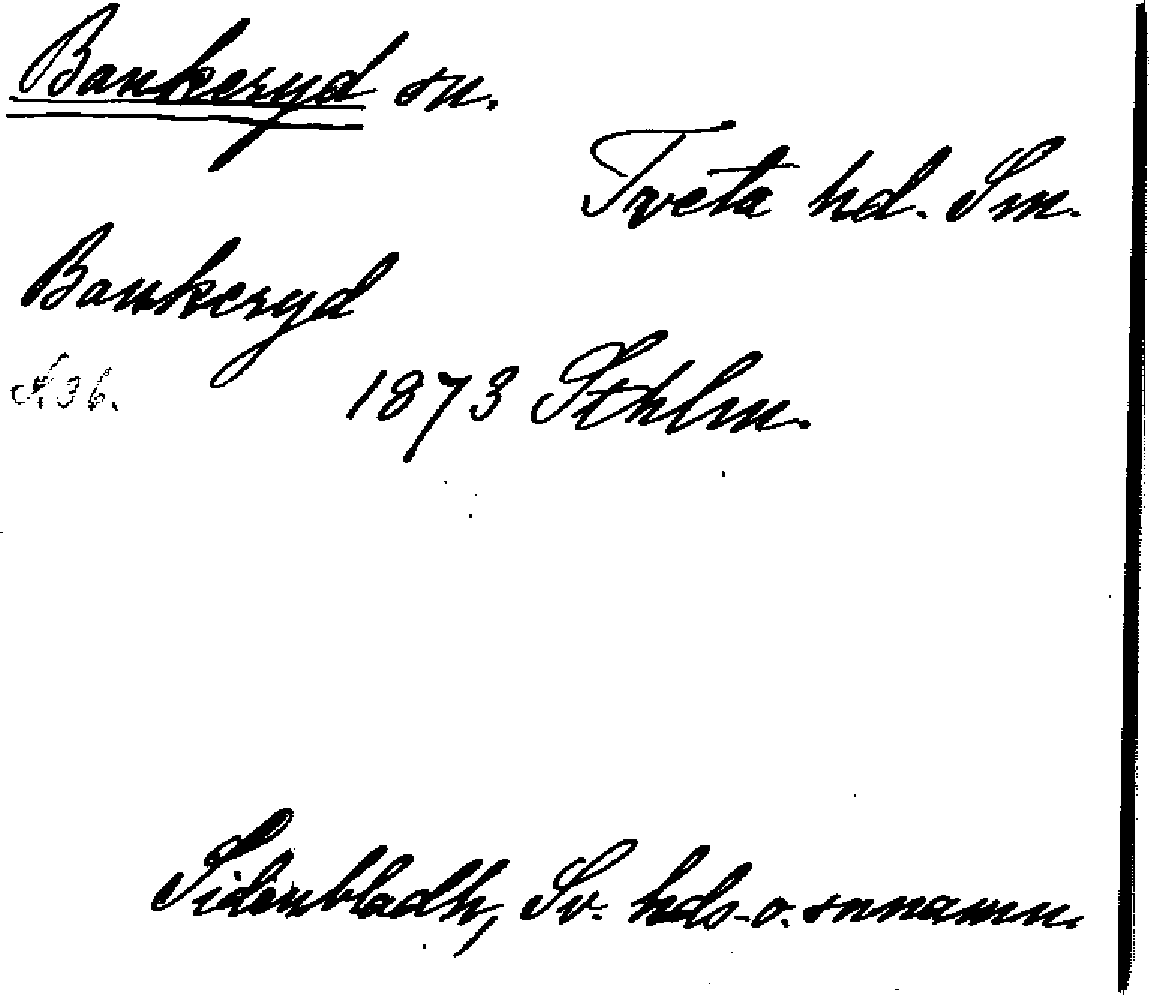 Bankeryd sn.
Tveta hd. Sm.
Bankeryd
A36. 1873 Sthlm.
Sidenbladh, Sv. hds- o. snnamn.